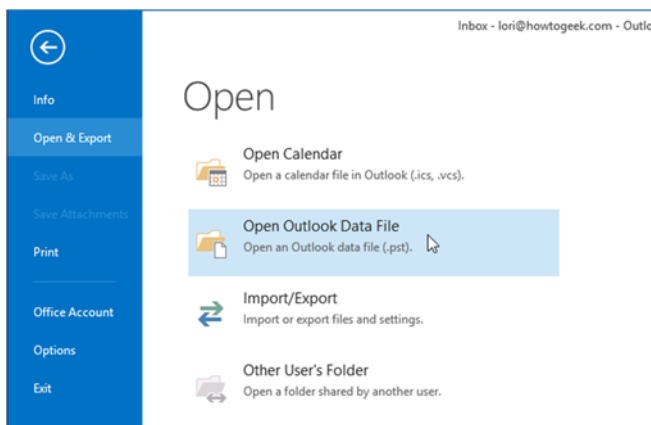 Inbox - lori@howtogeek.com - Outlo
Info
Open & Export
Save As
Save Attachments
Print
Office Account
Options
Exit
Open
Open Calendar
Open a calendar file in Outlook (.ics, .vcs).
Open Outlook Data File
Open an Outlook data file (.pst).
Import/Export
Import or export files and settings.
Other User's Folder
Open a folder shared by another user.